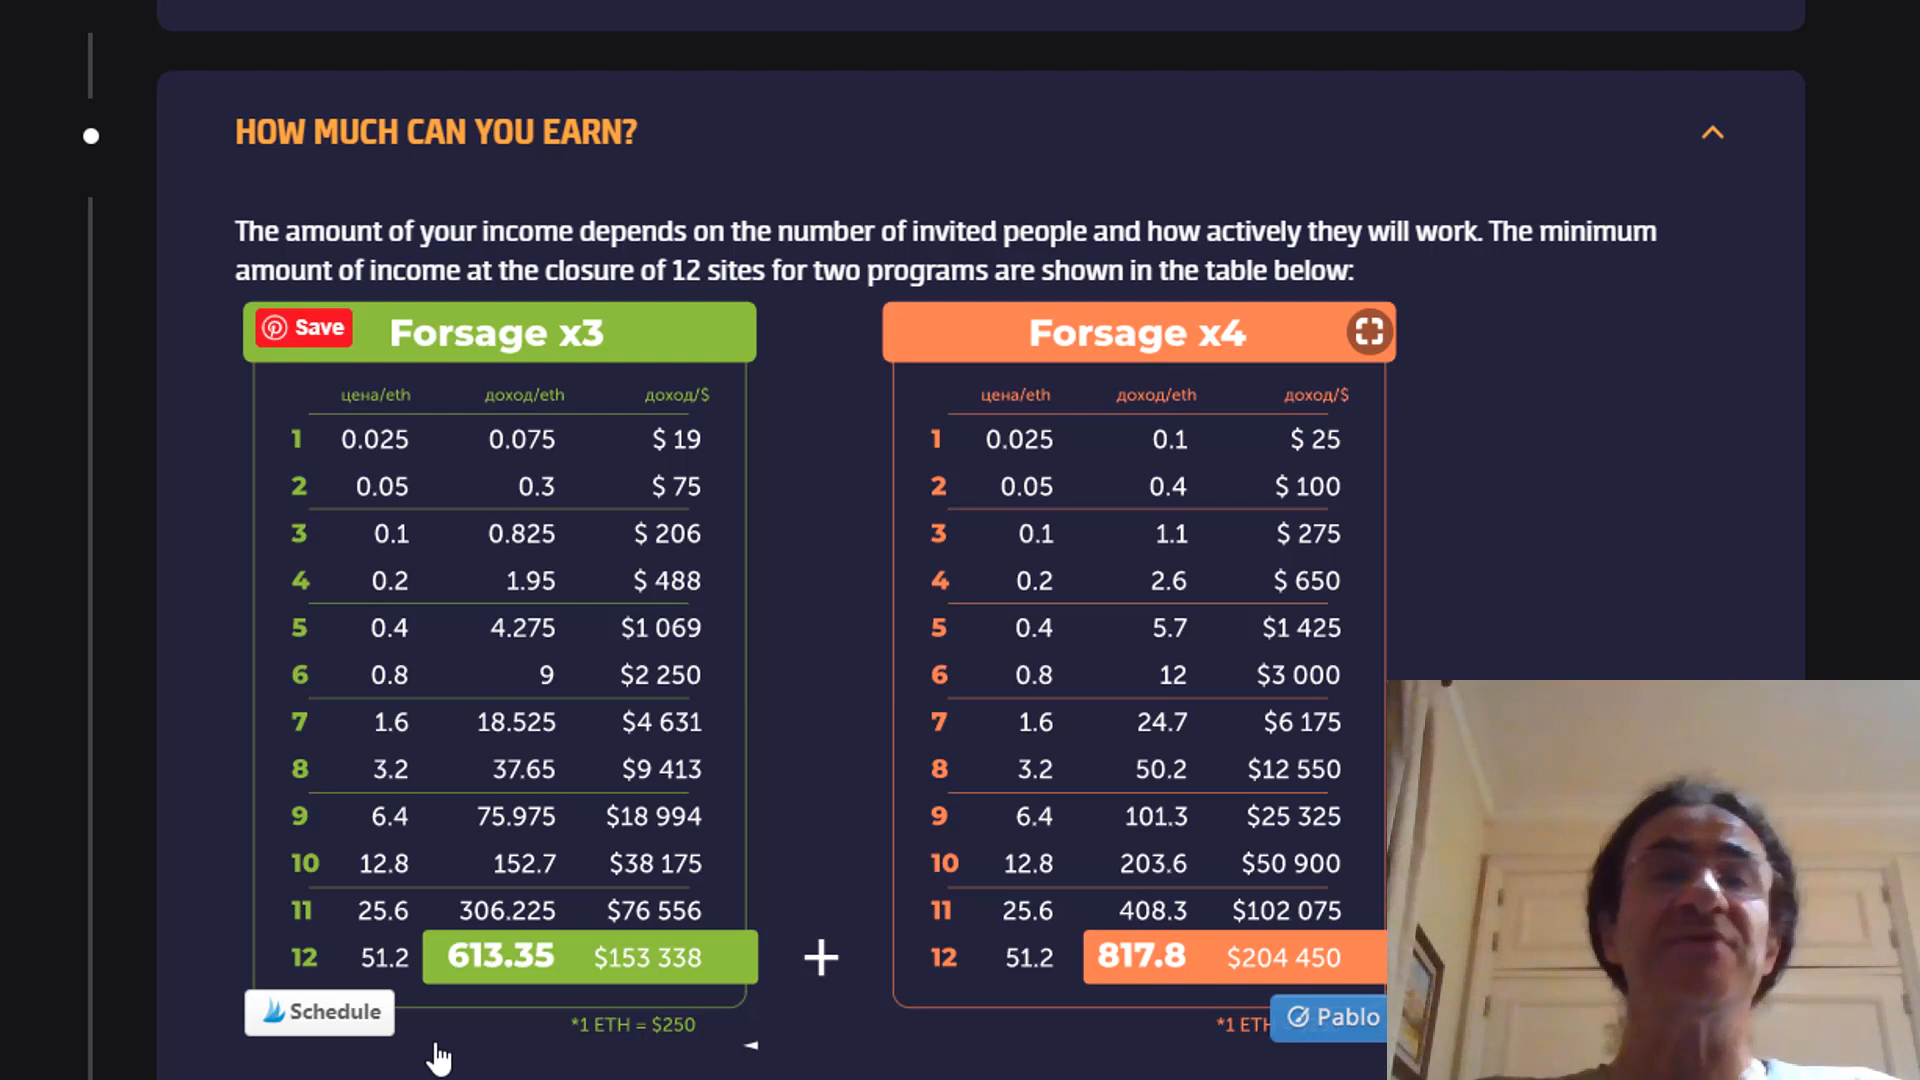 HOW MUCH CAN YOU EARN?
The amount of your income depends on the number of invited people and how actively they will work. The minimum
amount of income at the closure of 12 sites for two programs are shown in the table below:
Save
Forsage x3
цена/eth доход/eth доход/$
1 0.025 0.075 $ 19
2 0.05 0.3 $ 75
3 0.1 0.825 $ 206
4 0.2 1.95 $ 488
5 0.4 4.275 $1 069
6 0.8 9 $2 250
7 1.6 18.525 $4 631
8 3.2 37.65 $9 413
9 6.4 75.975 $18 994
10 12.8 152.7 $38 175
11 25.6 306.225 $76 556
12 51.2 613.35 $153 338
Schedule
*1 ETH = $250
+
Forsage x4
цена/eth доход/eth доход/$
1 0.025 0.1 $ 25
2 0.05 0.4 $ 100
3 0.1 1.1 $ 275
4 0.2 2.6 $ 650
5 0.4 5.7 $1 425
6 0.8 12 $3 000
7 1.6 24.7 $6 175
8 3.2 50.2 $12 550
9 6.4 101.3 $25 325
10 12.8 203.6 $50 900
11 25.6 408.3 $102 075
12 51.2 817.8 $204 450
*1 ETH
Pablo